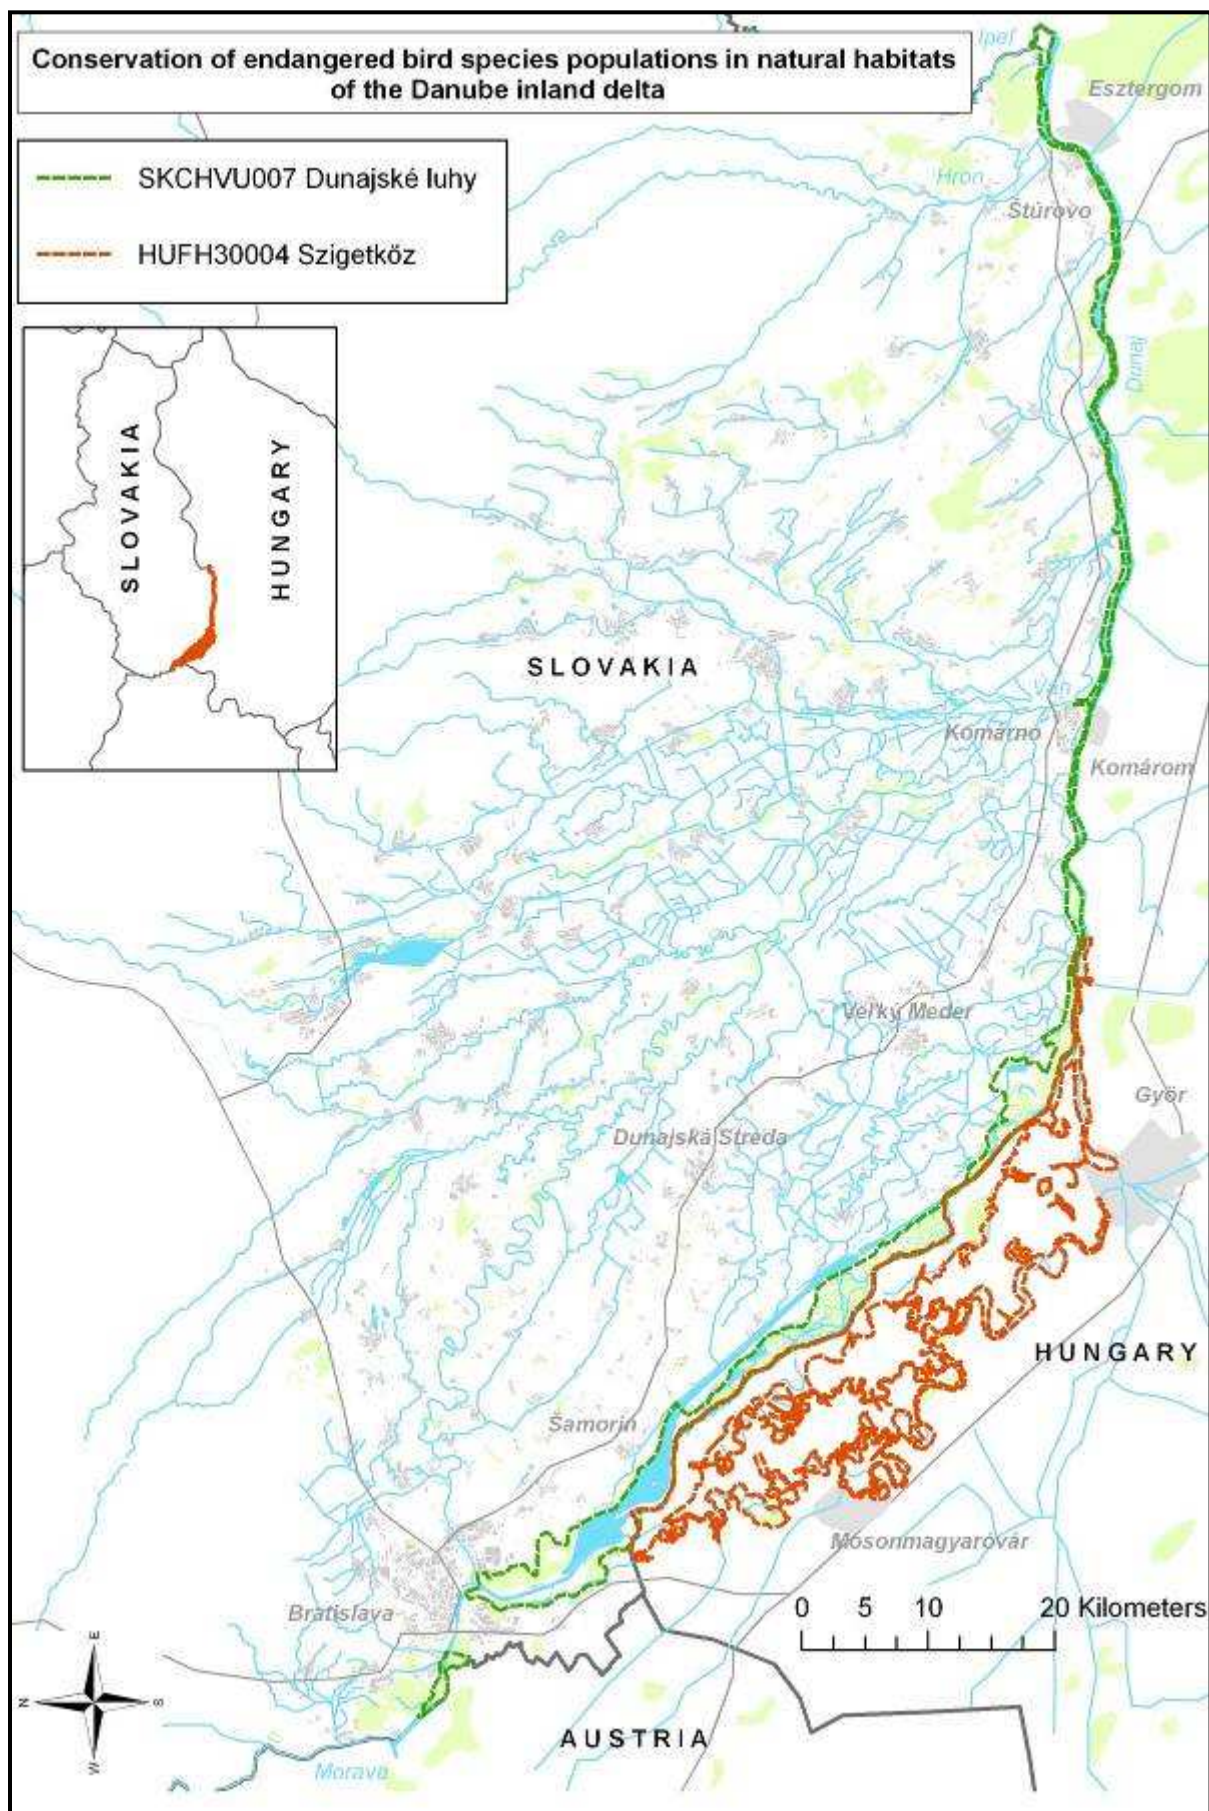 Conservation of endangered bird species populations in natural habitats
of the Danube inland delta
SKCHVU007 Dunajské luhy
HUFH30004 Szigetköz
SLOVAKIA
HUNGARY
Ipeľ
Esztergom
Hron
Štúrovo
Dunaj
SLOVAKIA
Váh
Komárno
Komárom
Veľký Meder
Győr
Dunajská Streda
HUNGARY
Šamorín
Mosonmagyaróvár
Bratislava
0 5 10 20 Kilometers
E
N
S
W
AUSTRIA
Morava